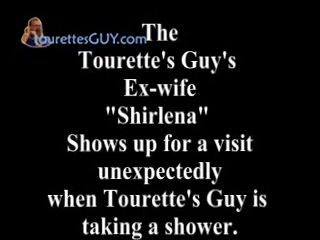 tourettesGUY.com
The
Tourette's Guy's
Ex-wife
"Shirlena"
Shows up for a visit
unexpectedly
when Tourette's Guy is
taking a shower.